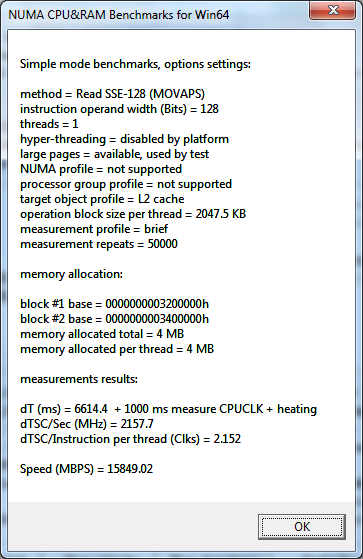 NUMA CPU&RAM Benchmarks for Win64
Simple mode benchmarks, options settings:
method = Read SSE-128 (MOVAPS)
instruction operand width (Bits) = 128
threads = 1
hyper-threading = disabled by platform
large pages = available, used by test
NUMA profile = not supported
processor group profile = not supported
target object profile = L2 cache
operation block size per thread = 2047.5 KB
measurement profile = brief
measurement repeats = 50000
memory allocation:
block #1 base = 0000000003200000h
block #2 base = 0000000003400000h
memory allocated total = 4 MB
memory allocated per thread = 4 MB
measurements results:
dT (ms) = 6614.4  + 1000 ms measure CPUCLK + heating
dTSC/Sec (MHz) = 2157.7
dTSC/Instruction per thread (Clks) = 2.152
Speed (MBPS) = 15849.02
OK